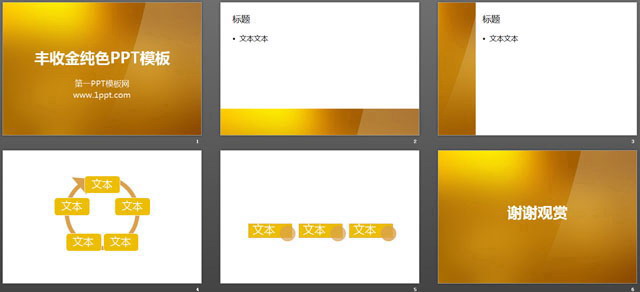 丰收金纯色PPT模板
第一PPT模板网
www.1ppt.com
1
标题
• 文本文本
2
标题
• 文本文本
3
文本
文本
文本
文本
文本
4
文本
文本
文本
5
谢谢观赏
6